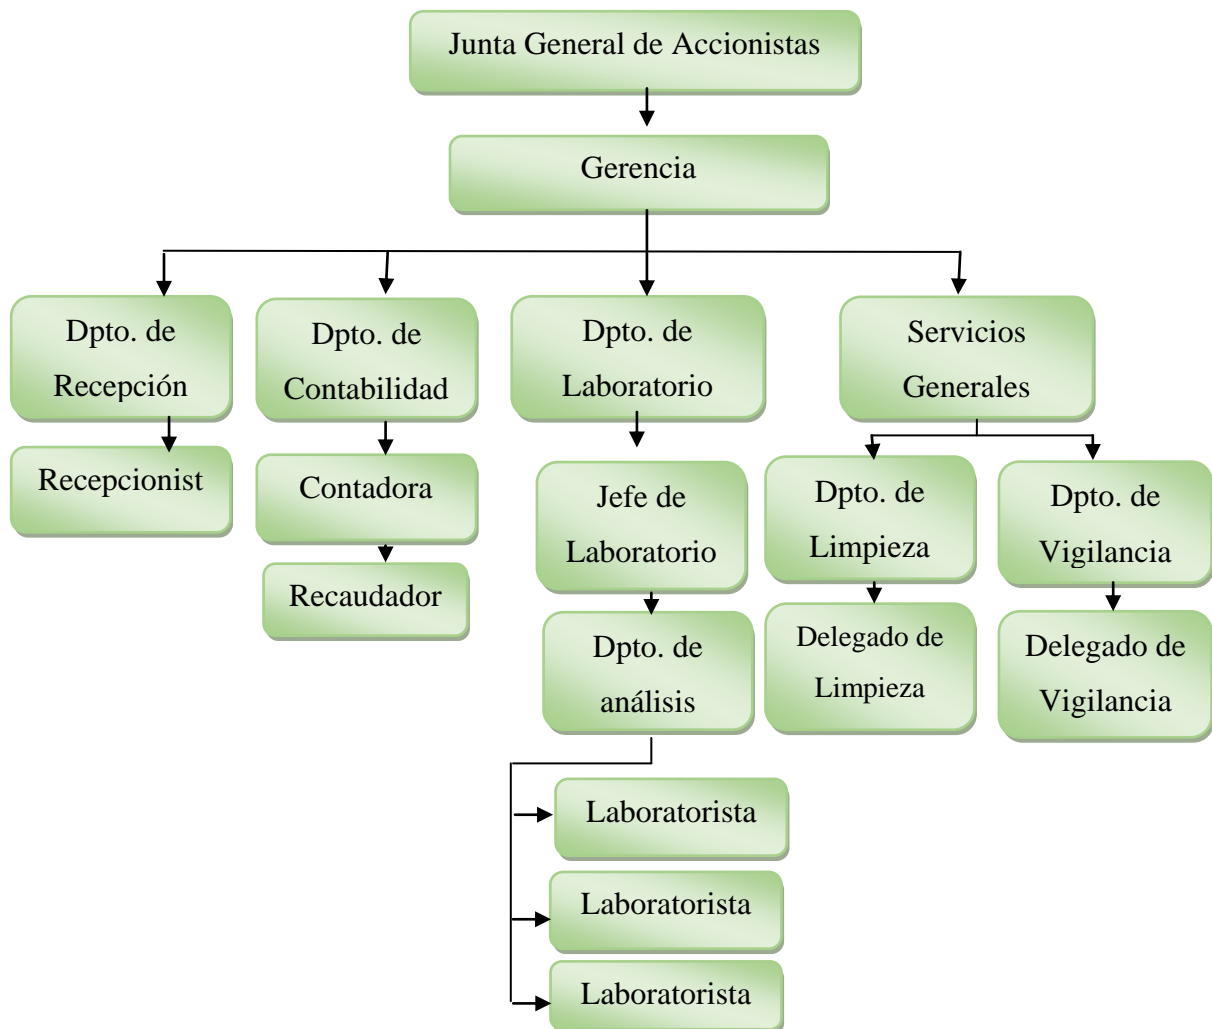 Junta General de Accionistas
Gerencia
Dpto. de
Recepción
Dpto. de
Contabilidad
Dpto. de
Laboratorio
Servicios
Generales
Recepcionist
Contadora
Recaudador
Jefe de
Laboratorio
Dpto. de
Limpieza
Dpto. de
Vigilancia
Dpto. de
análisis
Delegado de
Limpieza
Delegado de
Vigilancia
Laboratorista
Laboratorista
Laboratorista